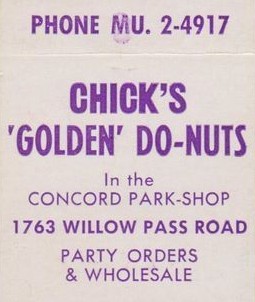 PHONE MU. 2-4917
CHICK'S
'GOLDEN' DO-NUTS
In the
CONCORD PARK-SHOP
1763 WILLOW PASS ROAD
PARTY ORDERS
& WHOLESALE